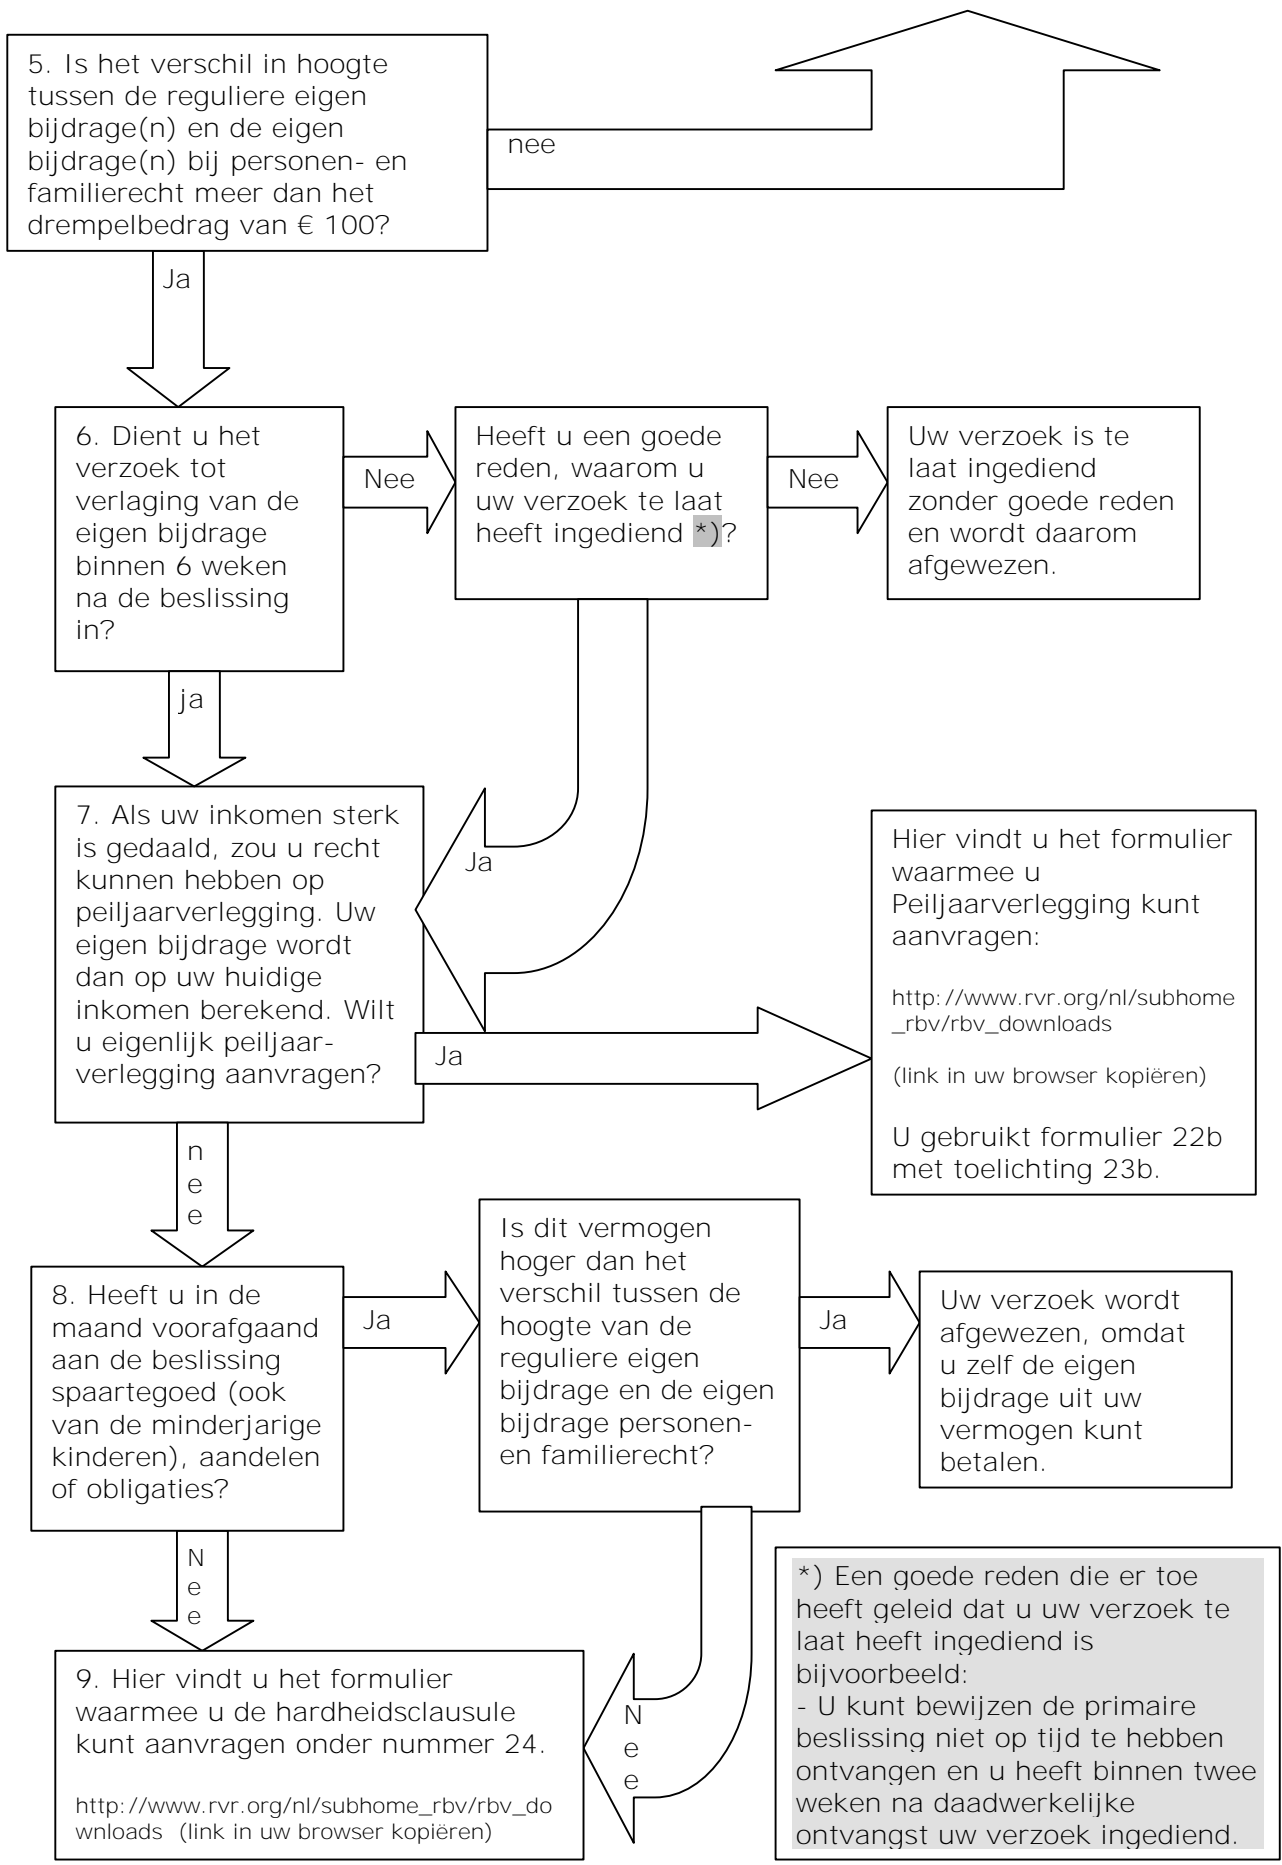 5. Is het verschil in hoogte
tussen de reguliere eigen
bijdrage(n) en de eigen
bijdrage(n) bij personen- en
familierecht meer dan het
drempelbedrag van € 100?
nee
Ja
6. Dient u het
verzoek tot
verlaging van de
eigen bijdrage
binnen 6 weken
na de beslissing
in?
Nee
Heeft u een goede
reden, waarom u
uw verzoek te laat
heeft ingediend *)?
Nee
Uw verzoek is te
laat ingediend
zonder goede reden
en wordt daarom
afgewezen.
ja
7. Als uw inkomen sterk
is gedaald, zou u recht
kunnen hebben op
peiljaarverlegging. Uw
eigen bijdrage wordt
dan op uw huidige
inkomen berekend. Wilt
u eigenlijk peiljaar-
verlegging aanvragen?
Ja
Ja
Hier vindt u het formulier
waarmee u
Peiljaarverlegging kunt
aanvragen:
http://www.rvr.org/nl/subhome
_rbv/rbv_downloads
(link in uw browser kopiëren)
U gebruikt formulier 22b
met toelichting 23b.
n
e
e
8. Heeft u in de
maand voorafgaand
aan de beslissing
spaartegoed (ook
van de minderjarige
kinderen), aandelen
of obligaties?
Ja
Is dit vermogen
hoger dan het
verschil tussen de
hoogte van de
reguliere eigen
bijdrage en de eigen
bijdrage personen-
en familierecht?
Ja
Uw verzoek wordt
afgewezen, omdat
u zelf de eigen
bijdrage uit uw
vermogen kunt
betalen.
N
e
e
9. Hier vindt u het formulier
waarmee u de hardheidsclausule
kunt aanvragen onder nummer 24.
http://www.rvr.org/nl/subhome_rbv/rbv_do
wnloads (link in uw browser kopiëren)
N
e
e
*) Een goede reden die er toe
heeft geleid dat u uw verzoek te
laat heeft ingediend is
bijvoorbeeld:
- U kunt bewijzen de primaire
beslissing niet op tijd te hebben
ontvangen en u heeft binnen twee
weken na daadwerkelijke
ontvangst uw verzoek ingediend.